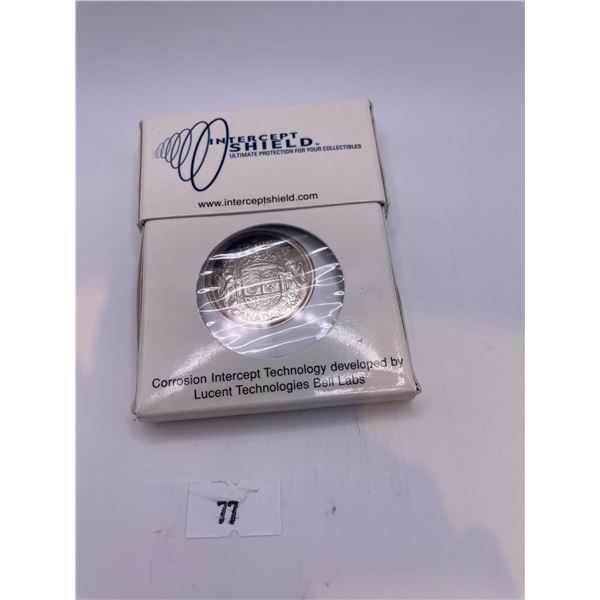 INTERCEPT
SHIELD™
ULTIMATE PROTECTION FOR YOUR COLLECTIBLES
www.interceptshield.com
CANADA
Corrosion Intercept Technology developed by
Lucent Technologies Bell Labs
77